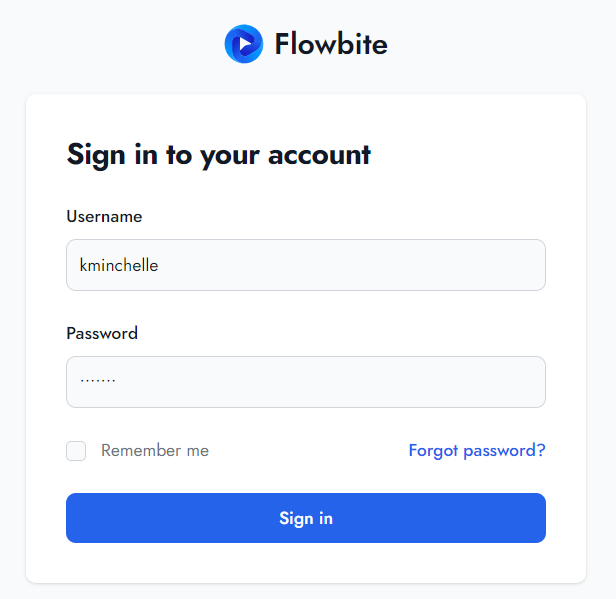 Flowbite
Sign in to your account
Username
kminchelle
Password
·······
Remember me
Forgot password?
Sign in